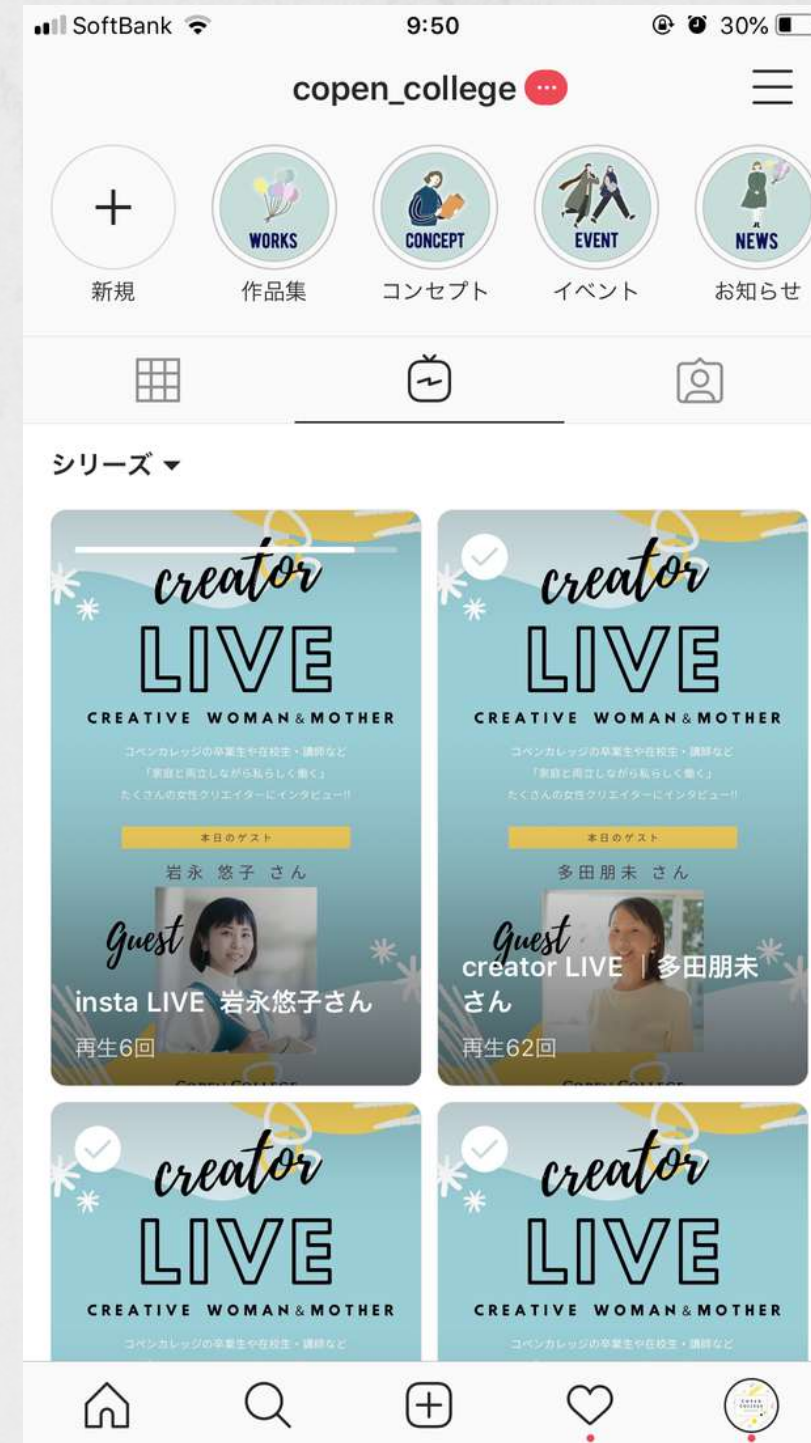 SoftBank 9:50 30%
copen_college
WORKS CONCEPT EVENT NEWS
新規 作品集 コンセプト イベント お知らせ
シリーズ
creator
LIVE
CREATIVE WOMAN&MOTHER
コペンカレッジの卒業生や在校生・講師など
「家庭と両立しながら私らしく働く」
たくさんの女性クリエイターにインタビュー!!
本日のゲスト
岩永 悠子 さん
Guest
insta LIVE 岩永悠子さん
再生6回
COPEN COLLEGE
creator
LIVE
CREATIVE WOMAN&MOTHER
コペンカレッジの卒業生や在校生・講師など
「家庭と両立しながら私らしく働く」
たくさんの女性クリエイターにインタビュー!!
本日のゲスト
多田朋未 さん
Guest
creator LIVE ｜多田朋未
さん
再生62回
COPEN COLLEGE
creator
LIVE
CREATIVE WOMAN&MOTHER
コペンカレッジの卒業生や在校生・講師など
creator
LIVE
CREATIVE WOMAN&MOTHER
コペンカレッジの卒業生や在校生・講師など
COPEN
COLLEGE